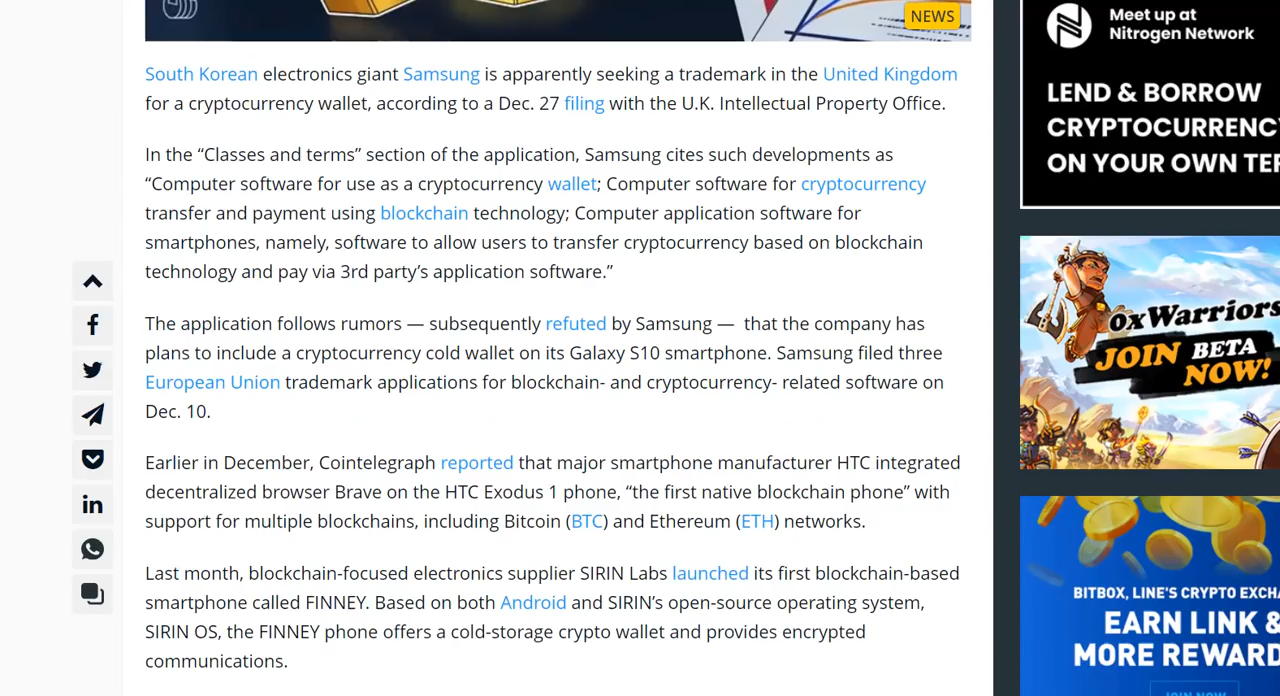 NEWS
South Korean electronics giant Samsung is apparently seeking a trademark in the United Kingdom
for a cryptocurrency wallet, according to a Dec. 27 filing with the U.K. Intellectual Property Office.
In the “Classes and terms” section of the application, Samsung cites such developments as
“Computer software for use as a cryptocurrency wallet; Computer software for cryptocurrency
transfer and payment using blockchain technology; Computer application software for
smartphones, namely, software to allow users to transfer cryptocurrency based on blockchain
technology and pay via 3rd party’s application software.”
The application follows rumors — subsequently refuted by Samsung — that the company has
plans to include a cryptocurrency cold wallet on its Galaxy S10 smartphone. Samsung filed three
European Union trademark applications for blockchain- and cryptocurrency- related software on
Dec. 10.
Earlier in December, Cointelegraph reported that major smartphone manufacturer HTC integrated
decentralized browser Brave on the HTC Exodus 1 phone, “the first native blockchain phone” with
support for multiple blockchains, including Bitcoin (BTC) and Ethereum (ETH) networks.
Last month, blockchain-focused electronics supplier SIRIN Labs launched its first blockchain-based
smartphone called FINNEY. Based on both Android and SIRIN’s open-source operating system,
SIRIN OS, the FINNEY phone offers a cold-storage crypto wallet and provides encrypted
communications.
Meet up at
Nitrogen Network
LEND & BORROW
CRYPTOCURRENC
ON YOUR OWN TE
0xWarriors
JOIN BETA
NOW!
BITBOX, LINE'S CRYPTO EXCH
EARN LINK &
MORE REWARD
JOIN NOW